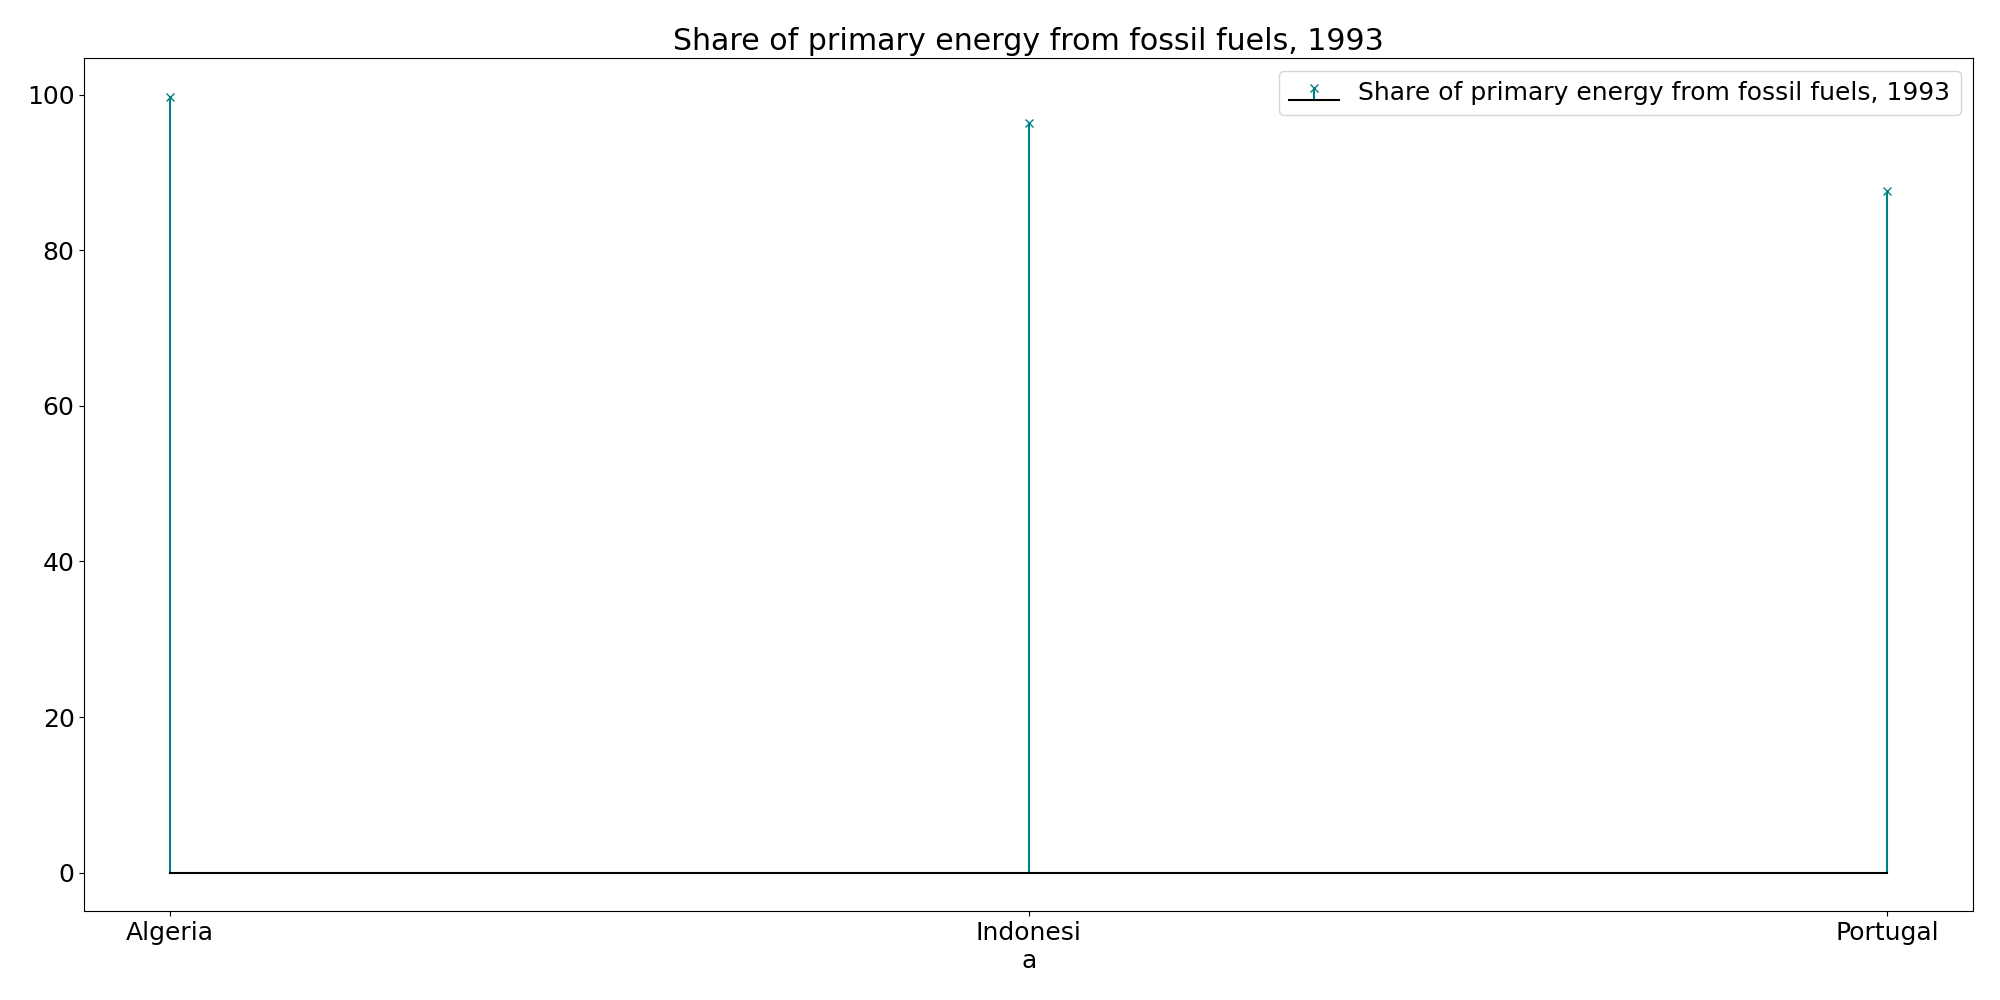 Share of primary energy from fossil fuels, 1993
Share of primary energy from fossil fuels, 1993
100
80
60
40
20
0
Algeria
Indonesi
a
Portugal